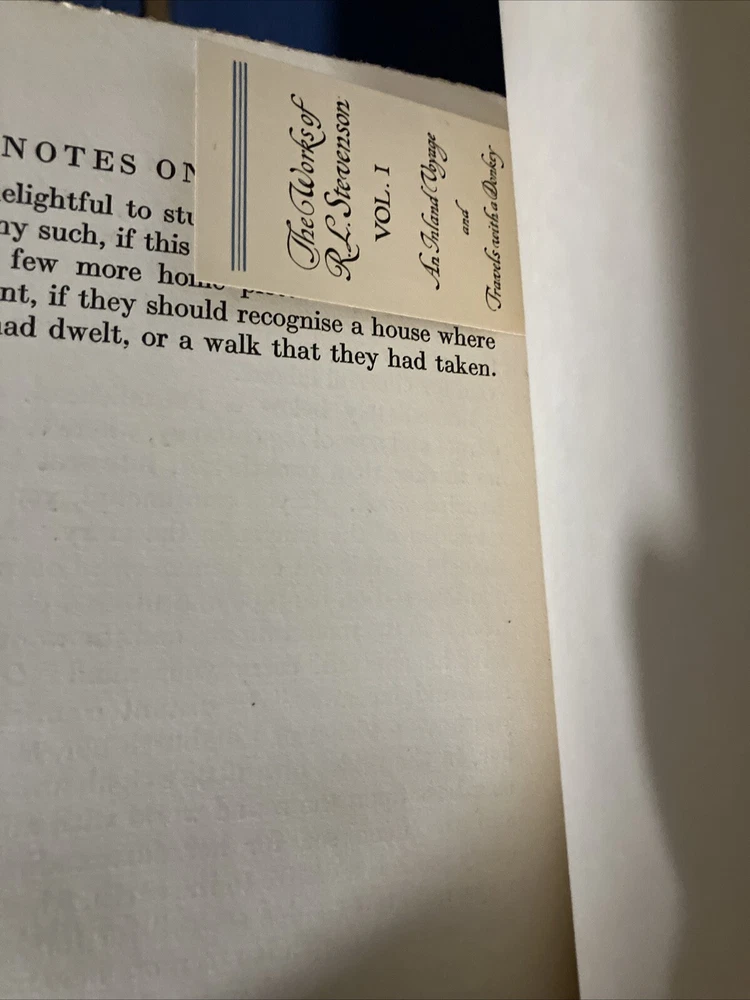 NOTES ON
elightful to stu
ny such, if this
few more home
nt, if they should recognise a house where
ad dwelt, or a walk that they had taken.
The Works of
R.L. Stevenson
VOL. I
An Inland Voyage
and
Travels with a Donkey